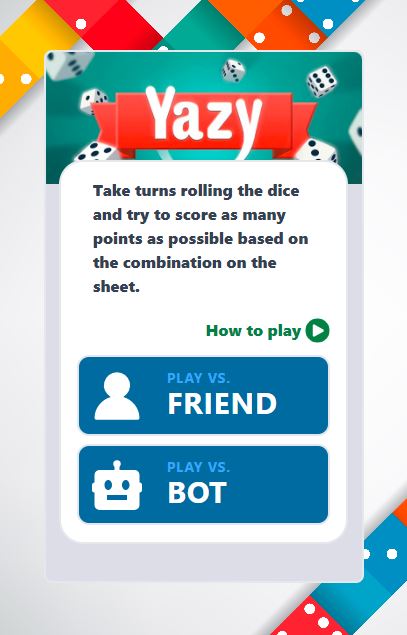 Yazy
Take turns rolling the dice
and try to score as many
points as possible based on
the combination on the
sheet.
How to play
PLAY VS.
FRIEND
PLAY VS.
BOT